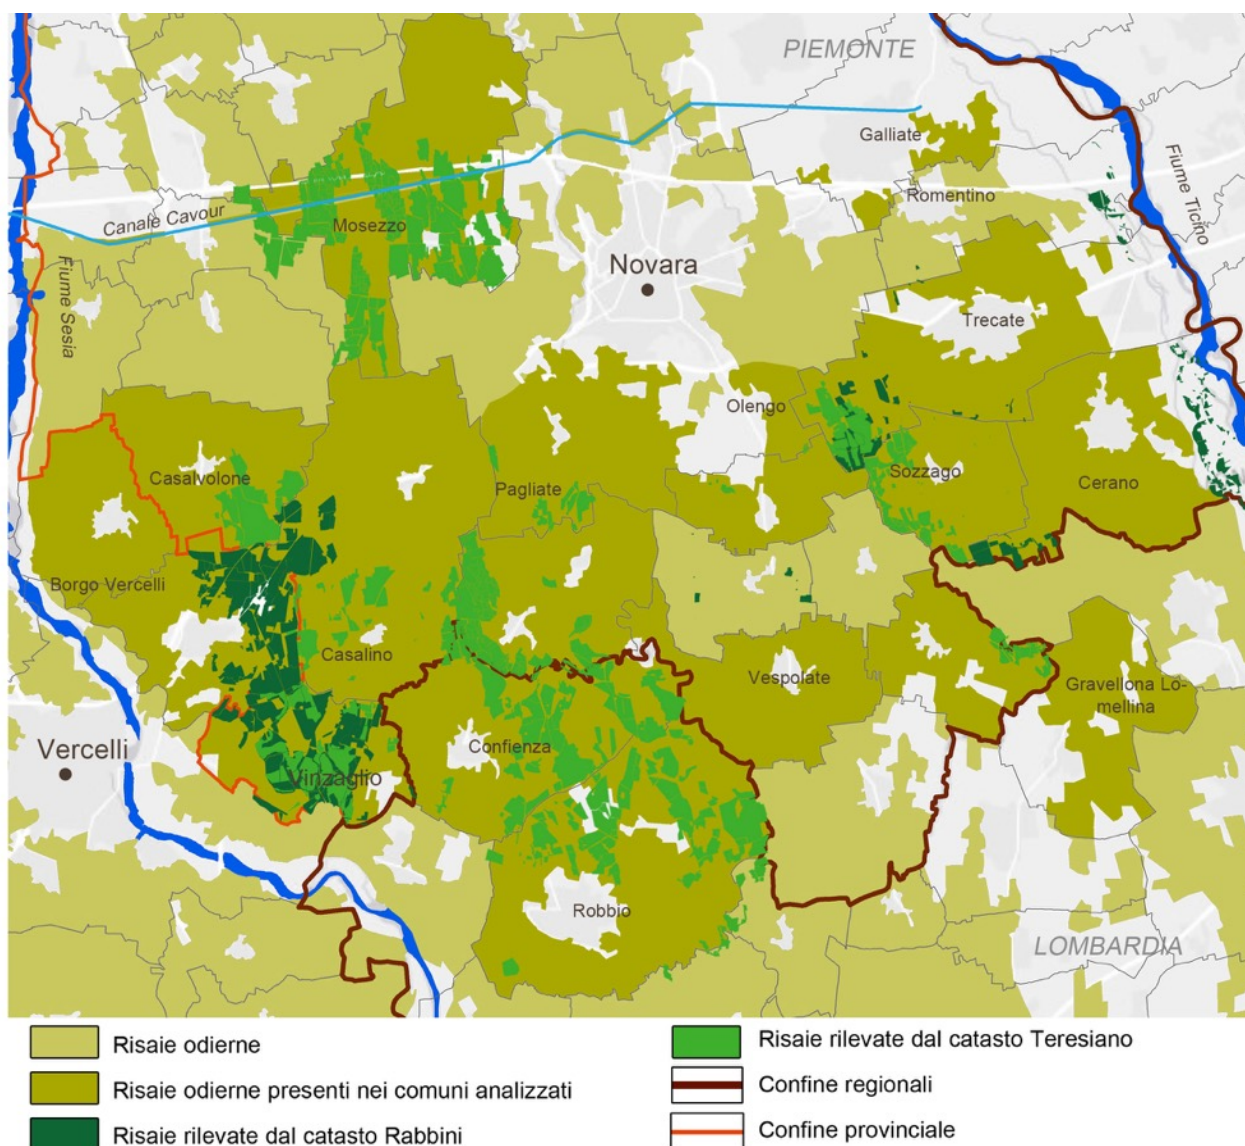 PIEMONTE
Galliate
Romentino
Fiume Ticino
Canale Cavour
Mosezzo
Fiume Sesia
Novara
Trecate
Olengo
Casalvolone
Pagliate
Sozzago
Cerano
Borgo Vercelli
Casalino
Vespolate
Gravellona Lo-
mellina
Vercelli
Confienza
Vinzaglio
Robbio
LOMBARDIA
Risaie odierne
Risaie odierne presenti nei comuni analizzati
Risaie rilevate dal catasto Rabbini
Risaie rilevate dal catasto Teresiano
Confine regionali
Confine provinciale